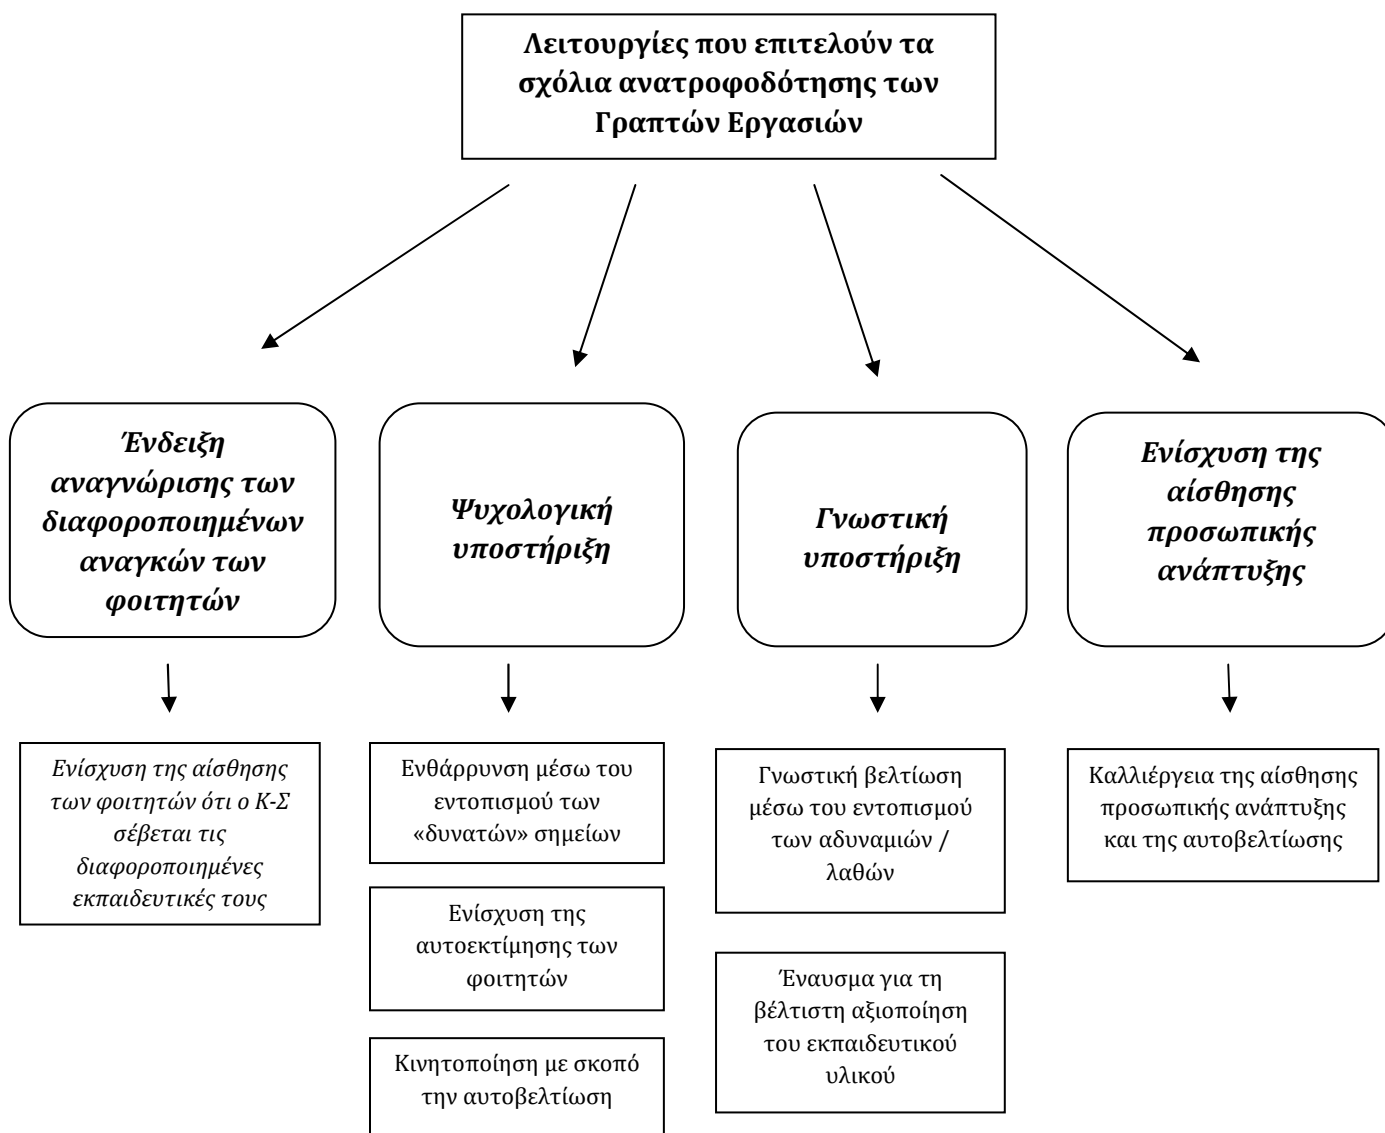 Λειτουργίες που επιτελούν τα
σχόλια ανατροφοδότησης των
Γραπτών Εργασιών
Ένδειξη
αναγνώρισης των
διαφοροποιημένων
αναγκών των
φοιτητών
Ψυχολογική
υποστήριξη
Γνωστική
υποστήριξη
Ενίσχυση της
αίσθησης
προσωπικής
ανάπτυξης
Ενίσχυση της αίσθησης
των φοιτητών ότι ο Κ-Σ
σέβεται τις
διαφοροποιημένες
εκπαιδευτικές τους
Ενθάρρυνση μέσω του
εντοπισμού των
«δυνατών» σημείων
Ενίσχυση της
αυτοεκτίμησης των
φοιτητών
Κινητοποίηση με σκοπό
την αυτοβελτίωση
Γνωστική βελτίωση
μέσω του εντοπισμού
των αδυναμιών /
λαθών
Έναυσμα για τη
βέλτιστη αξιοποίηση
του εκπαιδευτικού
υλικού
Καλλιέργεια της αίσθησης
προσωπικής ανάπτυξης
και της αυτοβελτίωσης